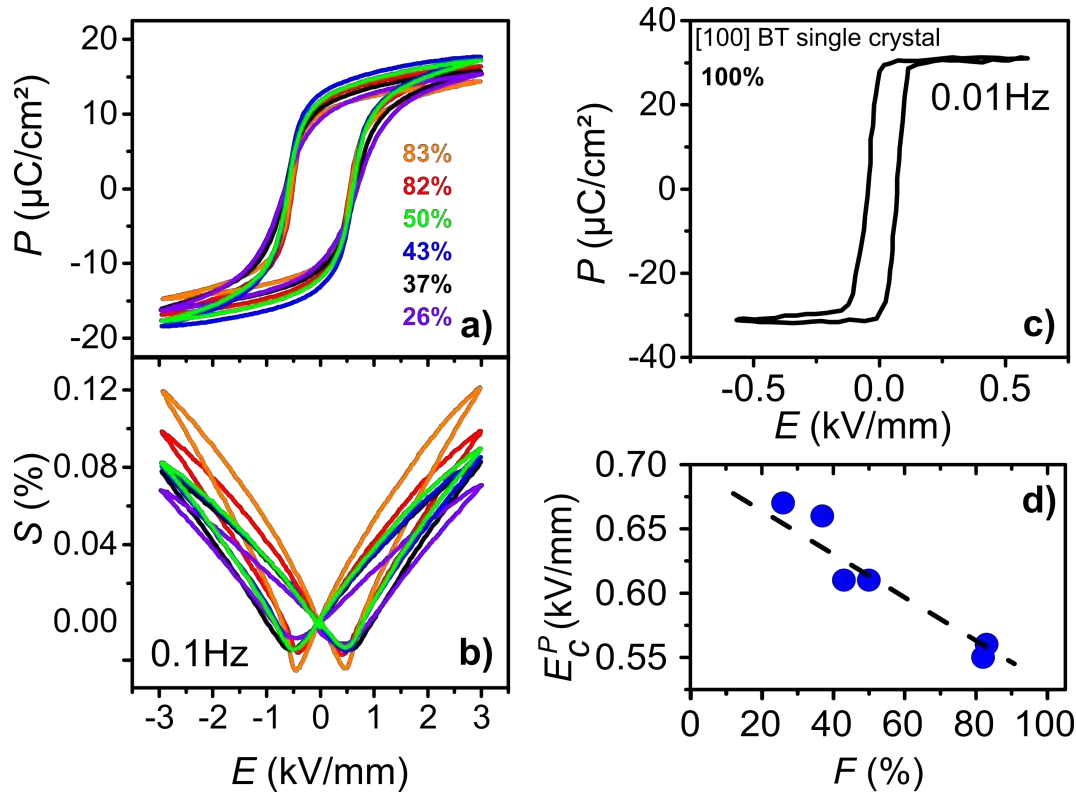 20
10
0
-10
-20
P (µC/cm²)
83%
82%
50%
43%
37%
26%
a)
0.12
0.08
0.04
0.00
S (%)
0.1Hz
b)
-3 -2 -1 0 1 2 3
E (kV/mm)
40
20
0
-20
-40
P (µC/cm²)
[100] BT single crystal
100%
0.01Hz
c)
-0.5 0.0 0.5
E (kV/mm)
0.70
0.65
0.60
0.55
E_C^P (kV/mm)
d)
0 20 40 60 80 100
F (%)